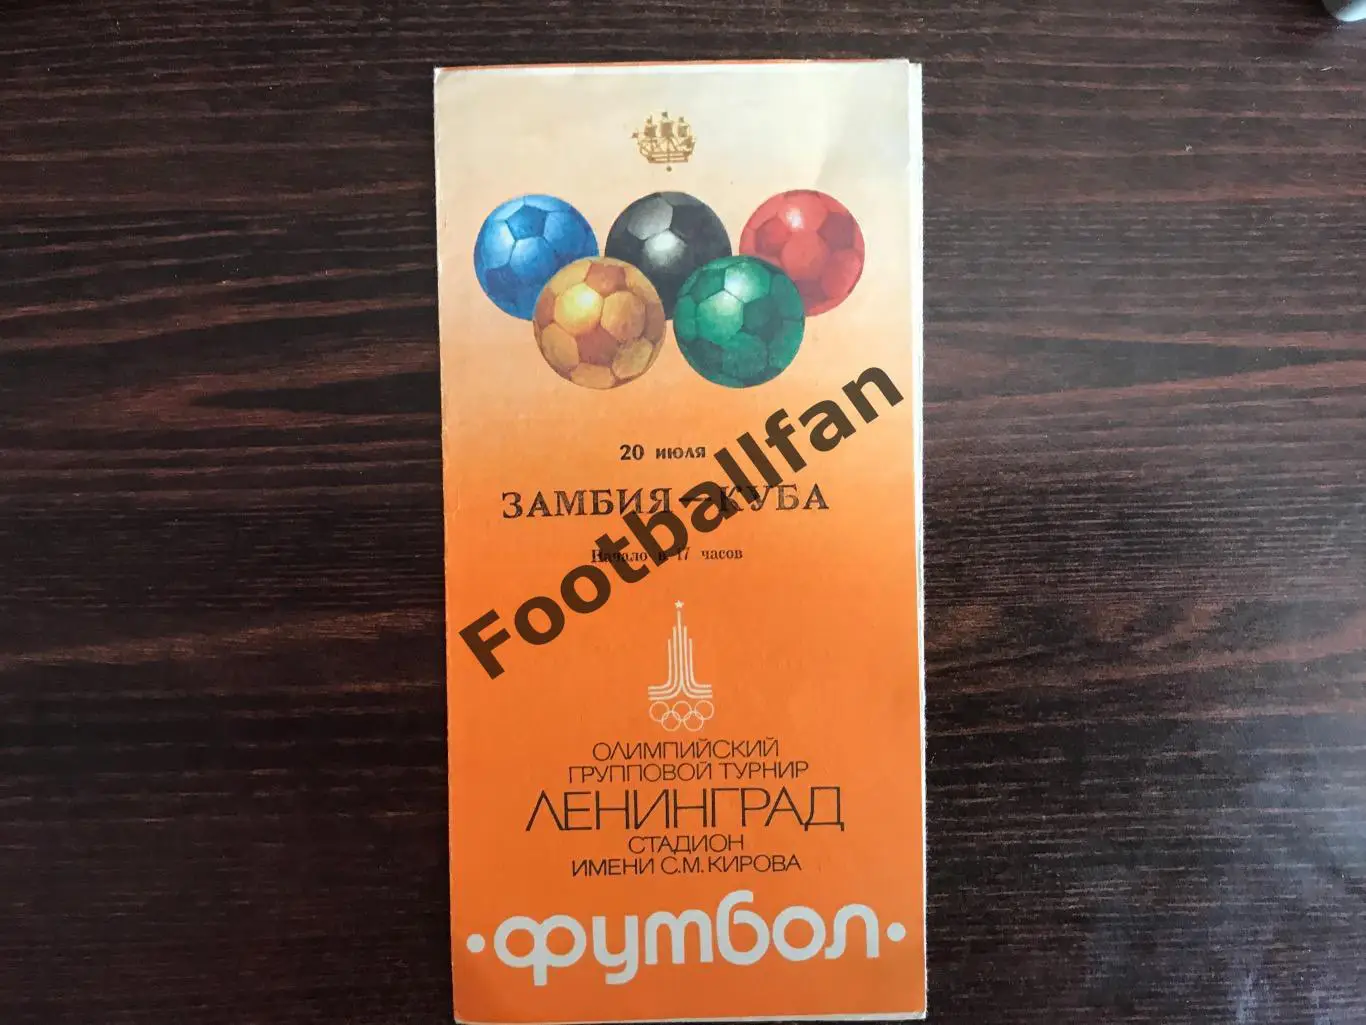 20 июля
ЗАМБИЯ—КУБА
Начало в 17 часов
Footballfan
ОЛИМПИЙСКИЙ
ГРУППОВОЙ ТУРНИР
ЛЕНИНГРАД
СТАДИОН
ИМЕНИ С.М.КИРОВА
•футбол•